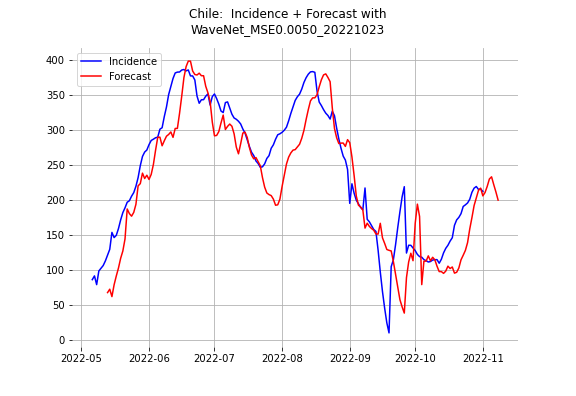 Chile:  Incidence + Forecast with
WaveNet_MSE0.0050_20221023
Incidence
Forecast
400
350
300
250
200
150
100
50
0
2022-05 2022-06 2022-07 2022-08 2022-09 2022-10 2022-11